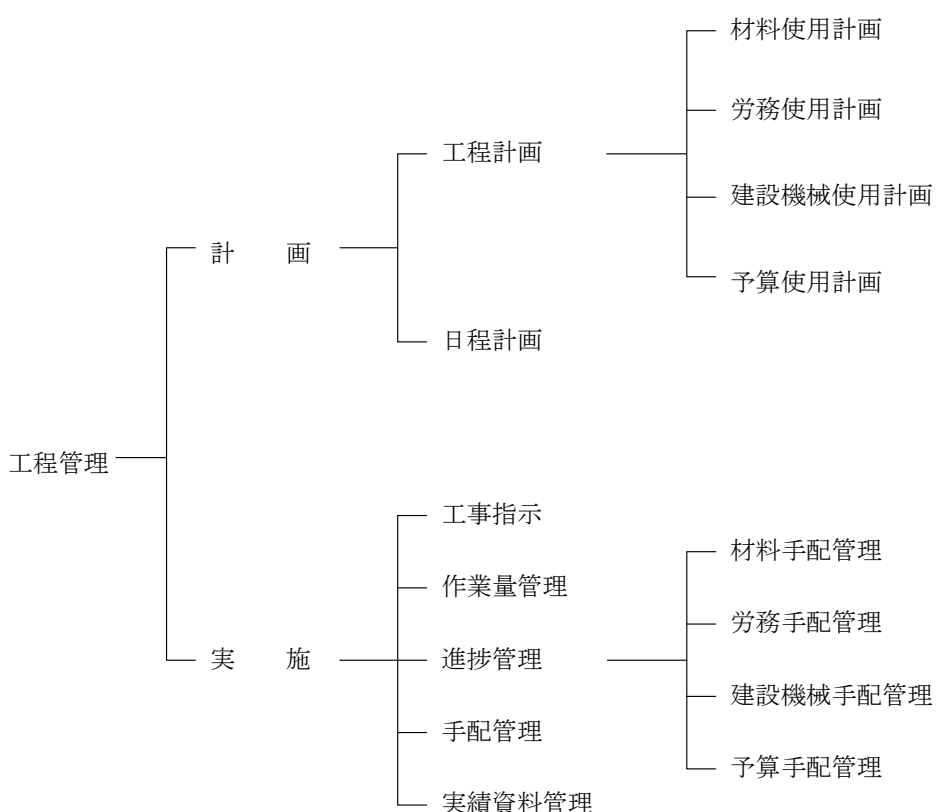 材料使用計画
労務使用計画
工程計画
建設機械使用計画
計　画
予算使用計画
日程計画
工程管理
工事指示
材料手配管理
作業量管理
労務手配管理
実　施
進捗管理
建設機械手配管理
手配管理
予算手配管理
実績資料管理